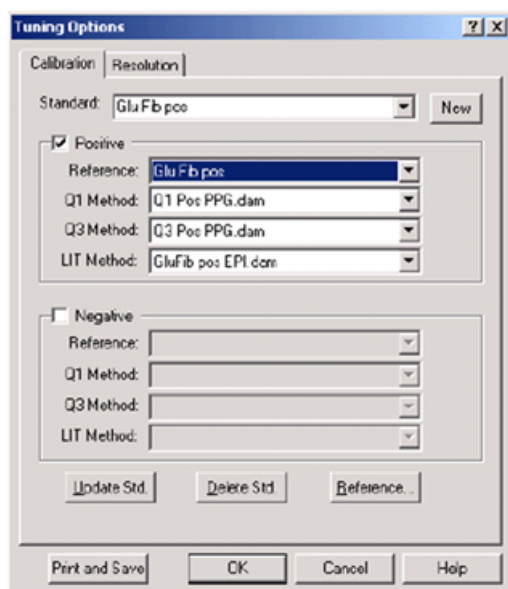 Tuning Options
Calibration Resolution
Standard: Glu Fib pos New
Positive
Reference: Glu Fib pos
Q1 Method: Q1 Pos PPG.dam
Q3 Method: Q3 Pos PPG.dam
LIT Method: GluFib pos EPI.dam
Negative
Reference:
Q1 Method:
Q3 Method:
LIT Method:
Update Std. Delete Std. Reference...
Print and Save OK Cancel Help